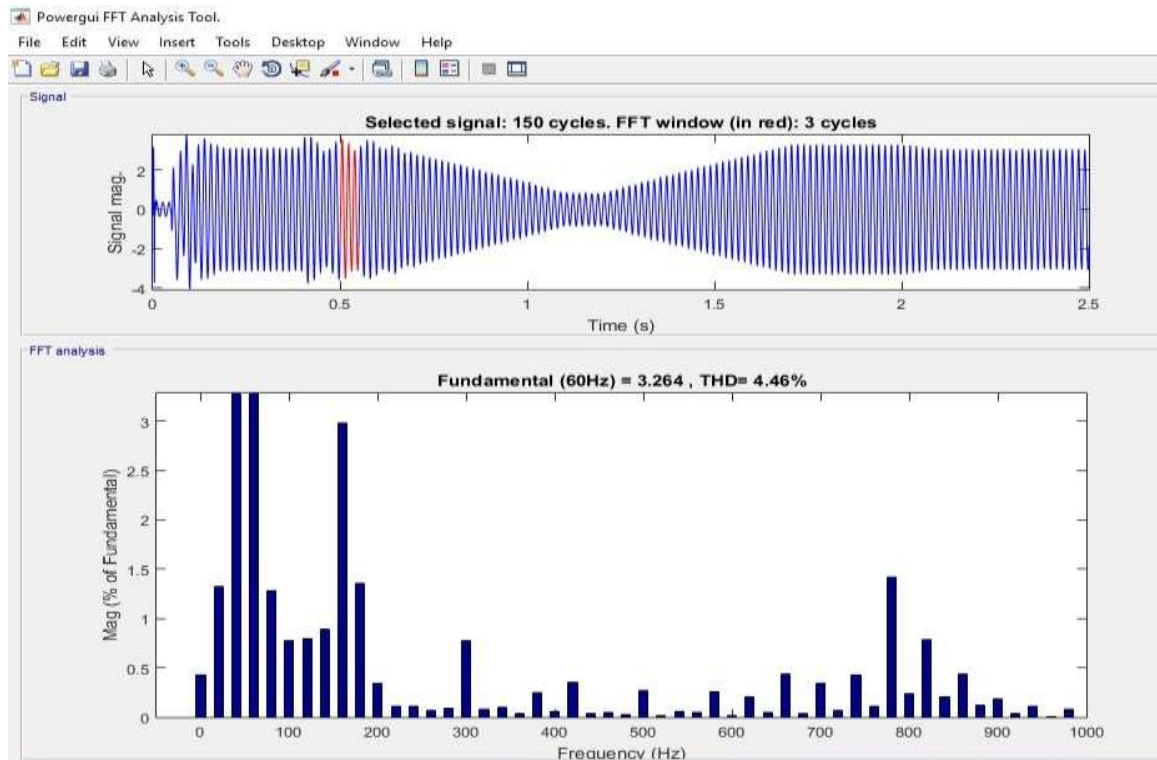 Powergui FFT Analysis Tool.
File Edit View Insert Tools Desktop Window Help
Signal
Selected signal: 150 cycles. FFT window (in red): 3 cycles
Signal mag.
2
0
-2
-4
0 0.5 1 1.5 2 2.5
Time (s)
FFT analysis
Fundamental (60Hz) = 3.264 , THD= 4.46%
Mag (% of Fundamental)
3
2.5
2
1.5
1
0.5
0
0 100 200 300 400 500 600 700 800 900 1000
Frequency (Hz)